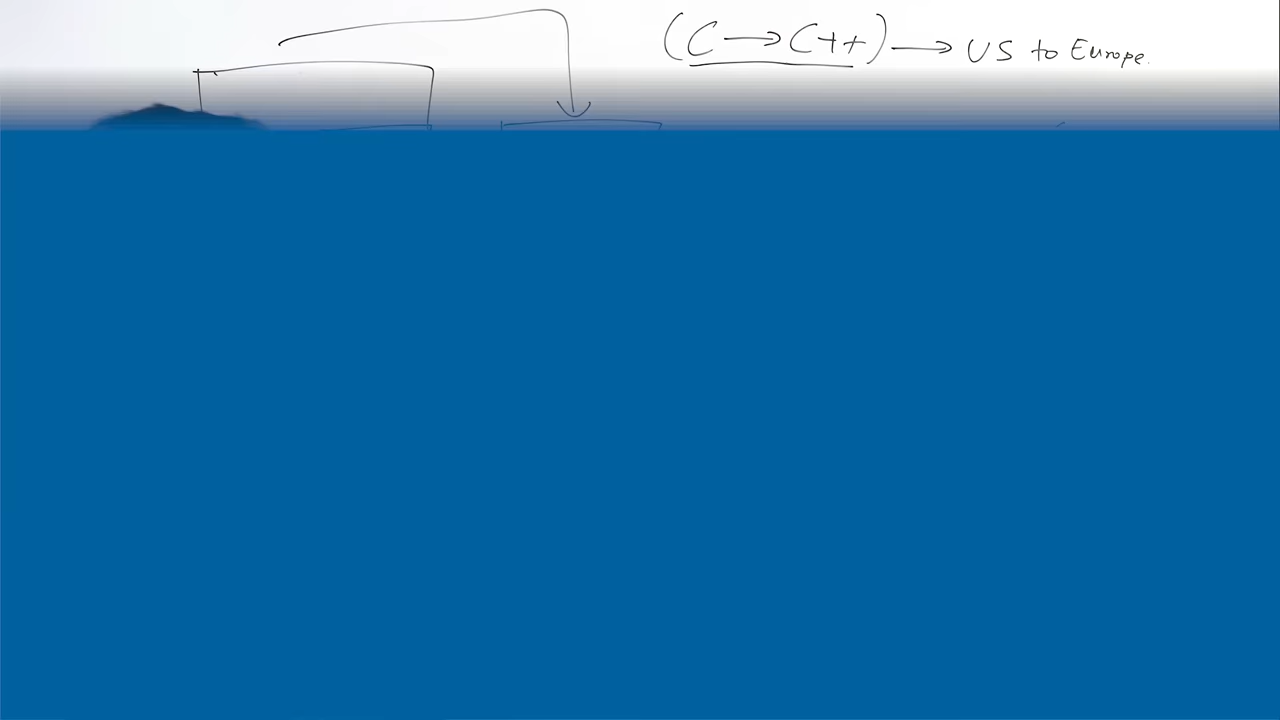 (C → C++) → US to Europe.